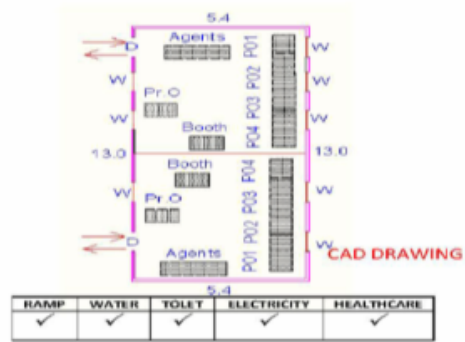 5.4
Agents
D
P01
W
W
P02
W
Pr.O
P03
W
W
Booth
P04
13.0
13.0
Booth
P04
W
W
P03
Pr.O
P02
D
W
Agents
P01
CAD DRAWING
5.4
RAMP WATER TOLET ELECTRICITY HEALTHCARE
✓ ✓ ✓ ✓ ✓